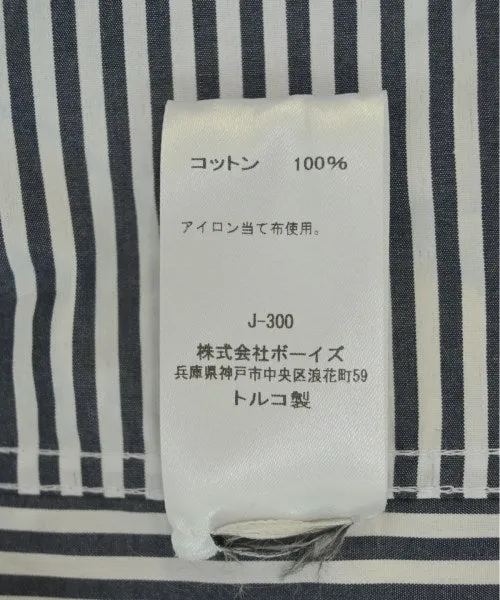 コットン 100%
アイロン当て布使用。
J-300
株式会社ボーイズ
兵庫県神戸市中央区浪花町59
トルコ製